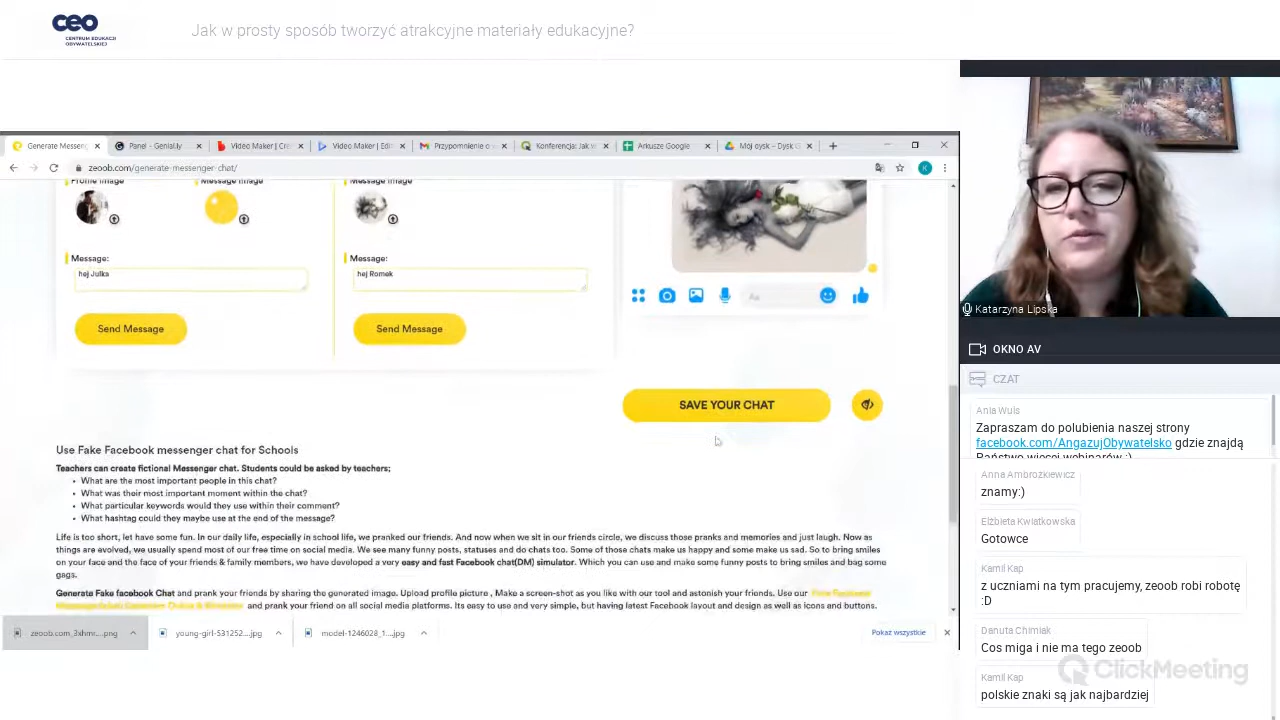 ceo
CENTRUM EDUKACJI
OBYWATELSKIEJ
Jak w prosty sposób tworzyć atrakcyjne materiały edukacyjne?
Generate Messen
Panel - Genial.ly
Video Maker | Cre
Video Maker | Edi
Przypomnienie o
Konferencja: Jak w
Arkusze Google
Mój dysk – Dysk G
zeoob.com/generate-messenger-chat/
K
Profile Image
Message Image
Message Image
Message:
Message:
hej Julka
hej Romek
Send Message
Send Message
Aa
SAVE YOUR CHAT
Use Fake Facebook messenger chat for Schools
Teachers can create fictional Messenger chat. Students could be asked by teachers;
What are the most important people in this chat?
What was their most important moment within the chat?
What particular keywords would they use within their comment?
What hashtag could they maybe use at the end of the message?
Life is too short, let have some fun. In our daily life, especially in school life, we pranked our friends. And now when we sit in our friends circle, we discuss those pranks and memories and just laugh. Now as
things are evolved, we usually spend most of our free time on social media. We see many funny posts, statuses and do chats too. Some of those chats make us happy and some make us sad. So to bring smiles
on your face and the face of your friends & family members, we have developed a very easy and fast Facebook chat(DM) simulator. Which you can use and make some funny posts to bring smiles and bag some
gags.
Generate Fake facebook Chat and prank your friends by sharing the generated image. Upload profile picture , Make a screen-shot as you like with our tool and astonish your friends. Use our Free Facebook
and prank your friend on all social media platforms. Its easy to use and very simple, but having latest Facebook layout and design as well as icons and buttons.
zeoob.com_3xhmr....png
young-girl-531252....jpg
model-1246028_1....jpg
Pokaż wszystkie
Katarzyna Lipska
OKNO AV
CZAT
Ania Wuls
Zapraszam do polubienia naszej strony
facebook.com/AngazujObywatelsko gdzie znajdą
Państwo więcej webinarów :)
Anna Ambrożkiewicz
znamy:)
Elżbieta Kwiatkowska
Gotowce
Kamil Kap
z uczniami na tym pracujemy, zeoob robi robotę
:D
Danuta Chimiak
Cos miga i nie ma tego zeoob
Kamil Kap
polskie znaki są jak najbardziej
ClickMeeting